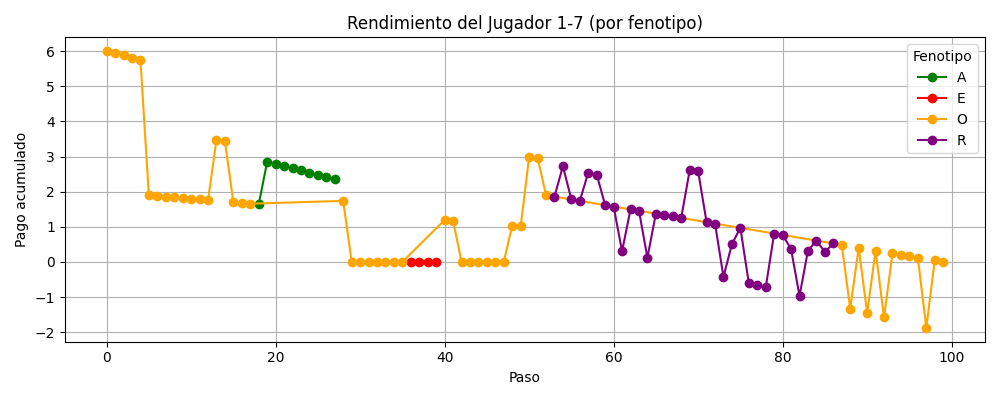 Rendimiento del Jugador 1-7 (por fenotipo)
Pago acumulado
6
5
4
3
2
1
0
−1
−2
Fenotipo
A
E
O
R
0
20
40
60
80
100
Paso